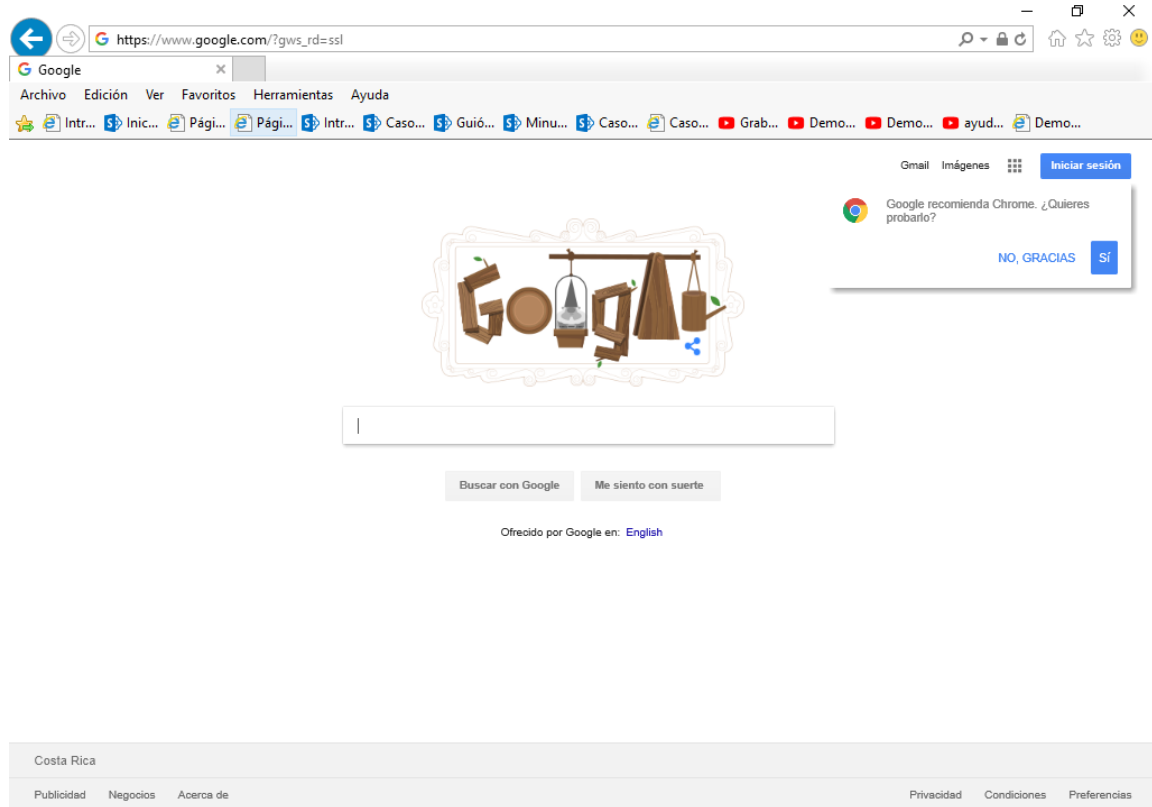 https://www.google.com/?gws_rd=ssl
Google
Archivo Edición Ver Favoritos Herramientas Ayuda
Intr... Inic... Pági... Pági... Intr... Caso... Guió... Minu... Caso... Caso... Grab... Demo... Demo... ayud... Demo...
Gmail Imágenes Iniciar sesión
Google recomienda Chrome. ¿Quieres
probarlo?
NO, GRACIAS SÍ
Google
Buscar con Google Me siento con suerte
Ofrecido por Google en: English
Costa Rica
Publicidad Negocios Acerca de Privacidad Condiciones Preferencias